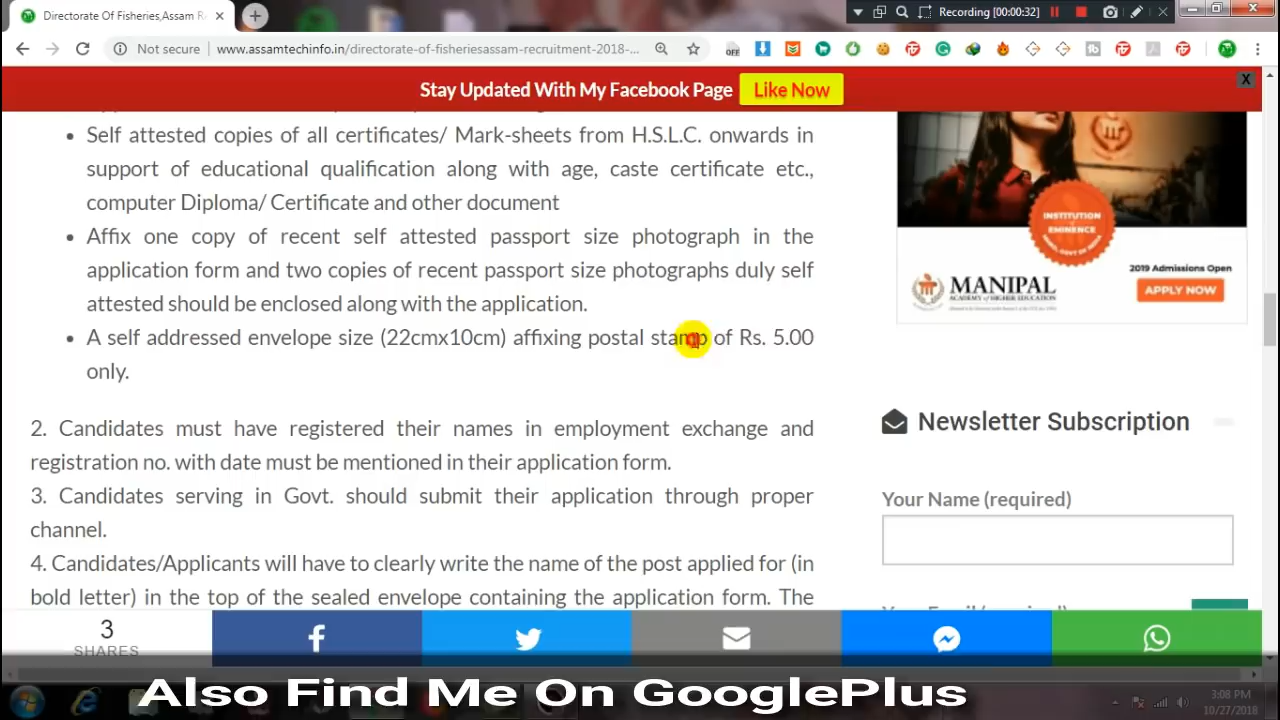 Directorate Of Fisheries,Assam R
Recording [00:00:32]
Not secure
www.assamtechinfo.in/directorate-of-fisheriesassam-recruitment-2018-...
Stay Updated With My Facebook Page
Like Now
X
• Self attested copies of all certificates/ Mark-sheets from H.S.L.C. onwards in
support of educational qualification along with age, caste certificate etc.,
computer Diploma/ Certificate and other document
• Affix one copy of recent self attested passport size photograph in the
application form and two copies of recent passport size photographs duly self
attested should be enclosed along with the application.
• A self addressed envelope size (22cmx10cm) affixing postal stamp of Rs. 5.00
only.
2. Candidates must have registered their names in employment exchange and
registration no. with date must be mentioned in their application form.
3. Candidates serving in Govt. should submit their application through proper
channel.
4. Candidates/Applicants will have to clearly write the name of the post applied for (in
bold letter) in the top of the sealed envelope containing the application form. The
INSTITUTION
EMINENCE
MANIPAL
ACADEMY of HIGHER EDUCATION
2019 Admissions Open
APPLY NOW
Newsletter Subscription
Your Name (required)
3
SHARES
Also Find Me On GooglePlus
3:08 PM
10/27/2018